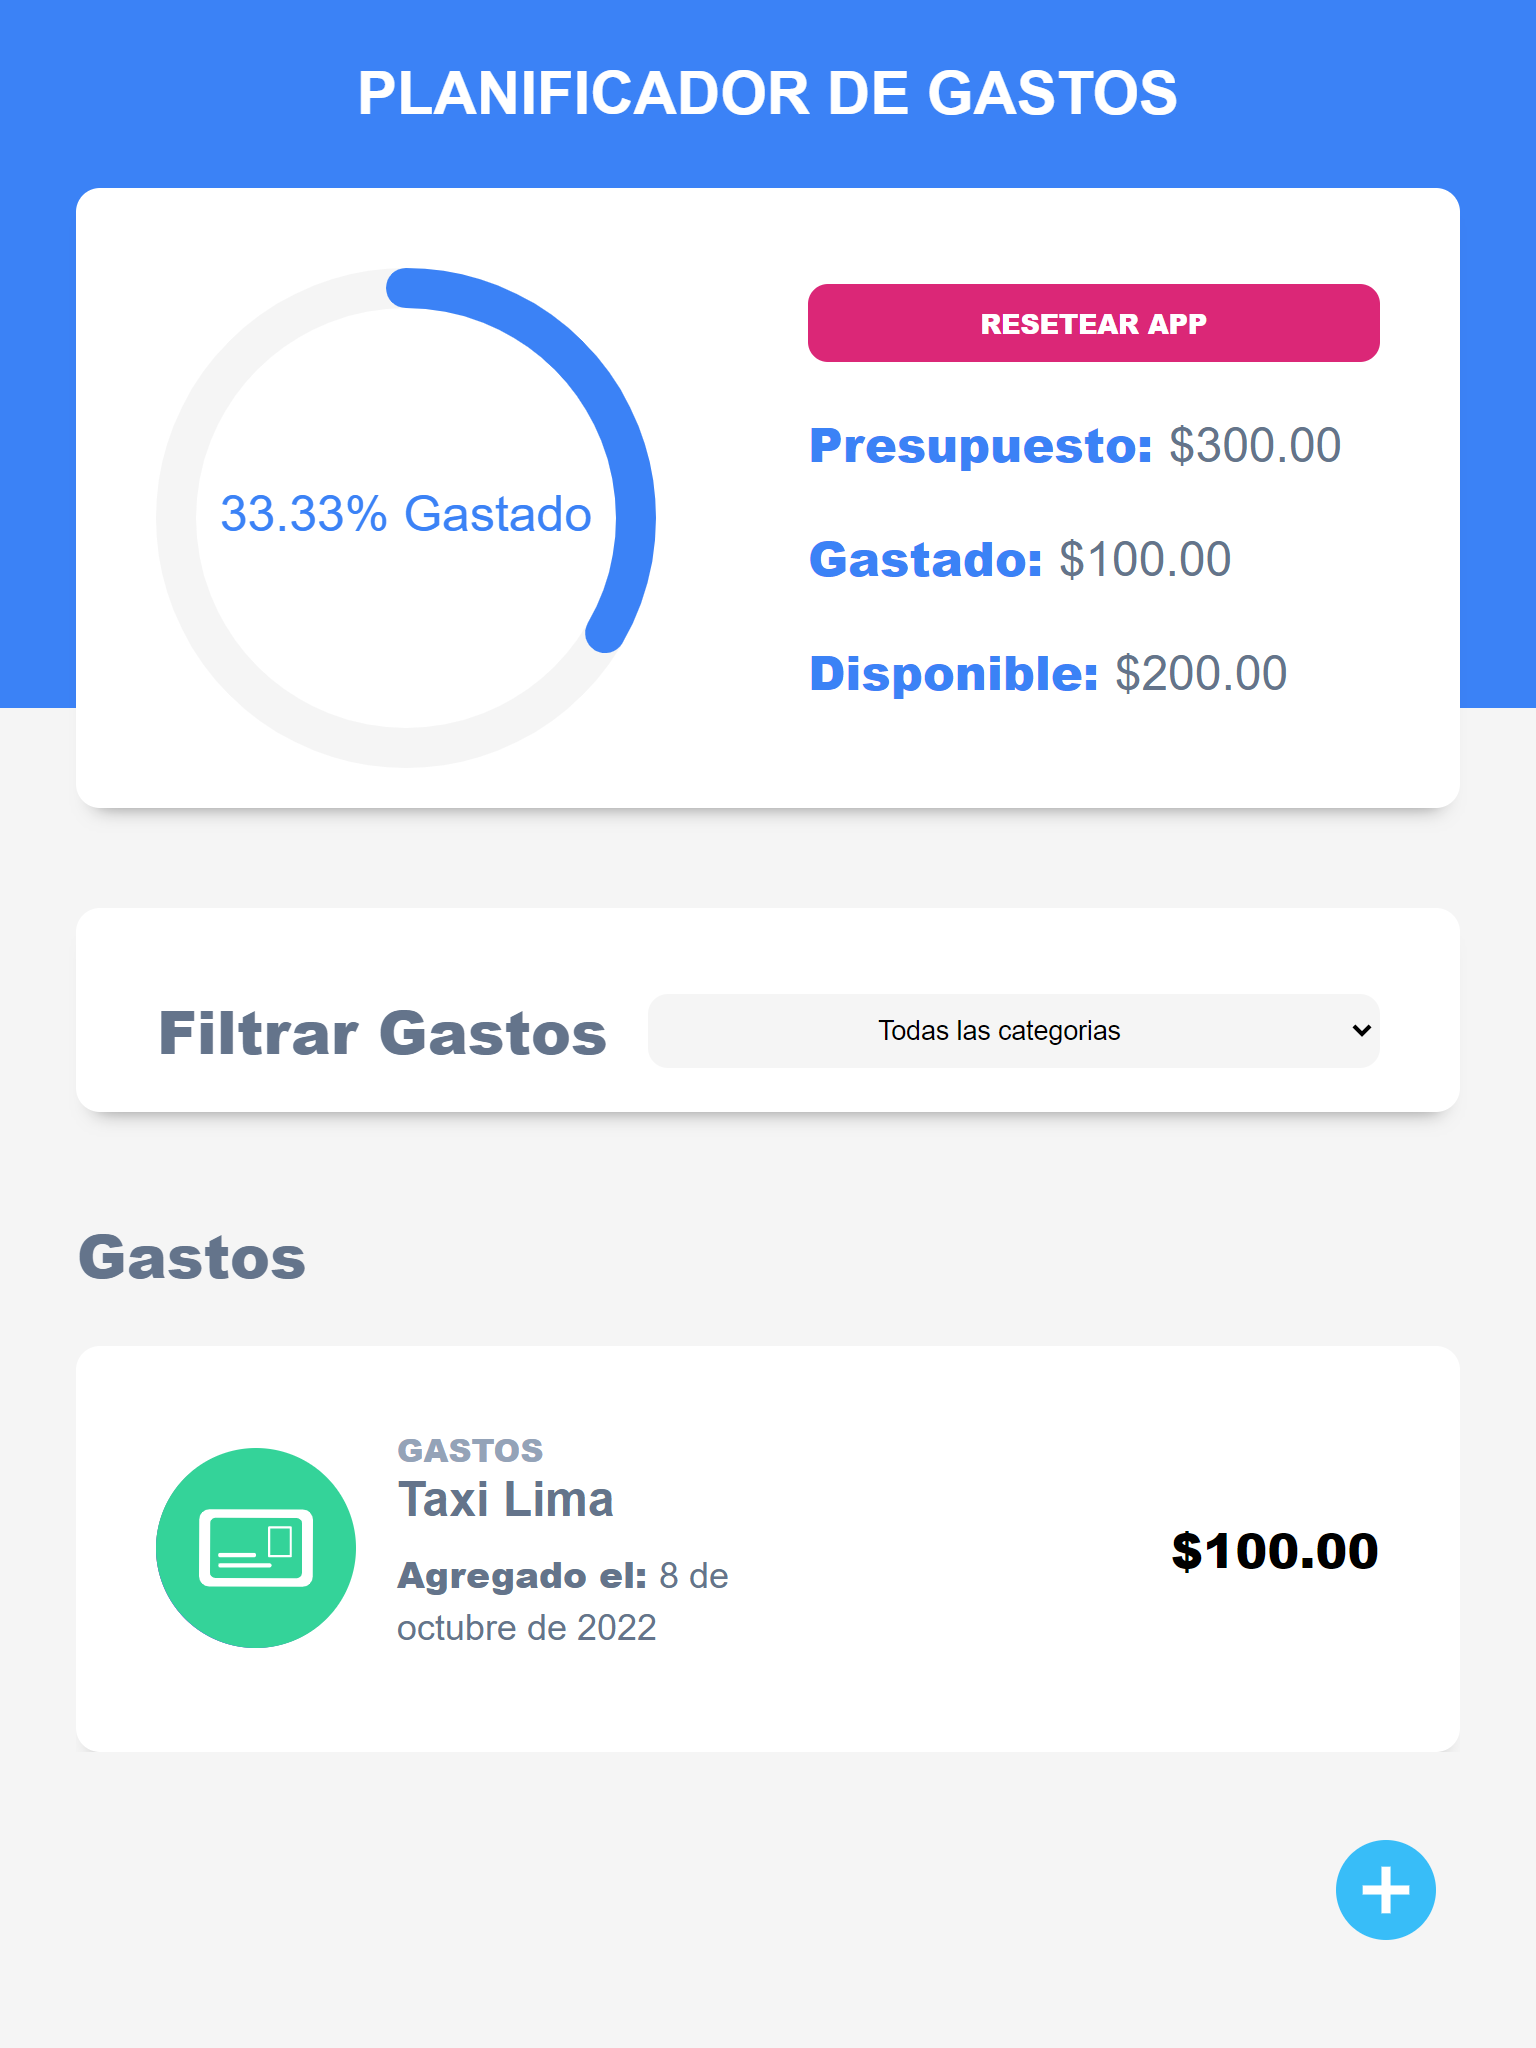 PLANIFICADOR DE GASTOS
33.33% Gastado
RESETEAR APP
Presupuesto: $300.00
Gastado: $100.00
Disponible: $200.00
Filtrar Gastos
Todas las categorias
Gastos
GASTOS
Taxi Lima
Agregado el: 8 de
octubre de 2022
$100.00